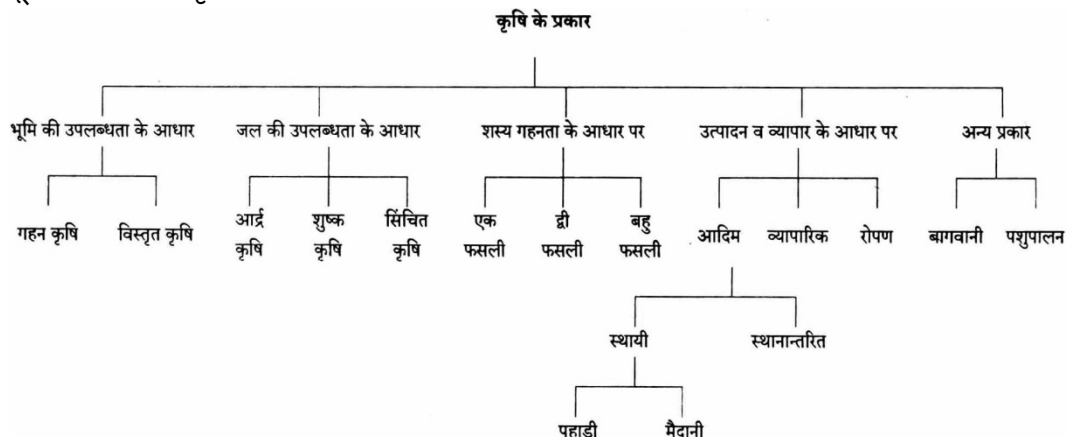 कृषि के प्रकार
भूमि की उपलब्धता के आधार
जल की उपलब्धता के आधार
शस्य गहनता के आधार पर
उत्पादन व व्यापार के आधार पर
अन्य प्रकार
गहन कृषि
विस्तृत कृषि
आर्द्र
कृषि
शुष्क
कृषि
सिंचित
कृषि
एक
फसली
द्वी
फसली
बहु
फसली
आदिम
व्यापारिक
रोपण
बागवानी
पशुपालन
स्थायी
स्थानान्तरित
पहाड़ी
मैदानी